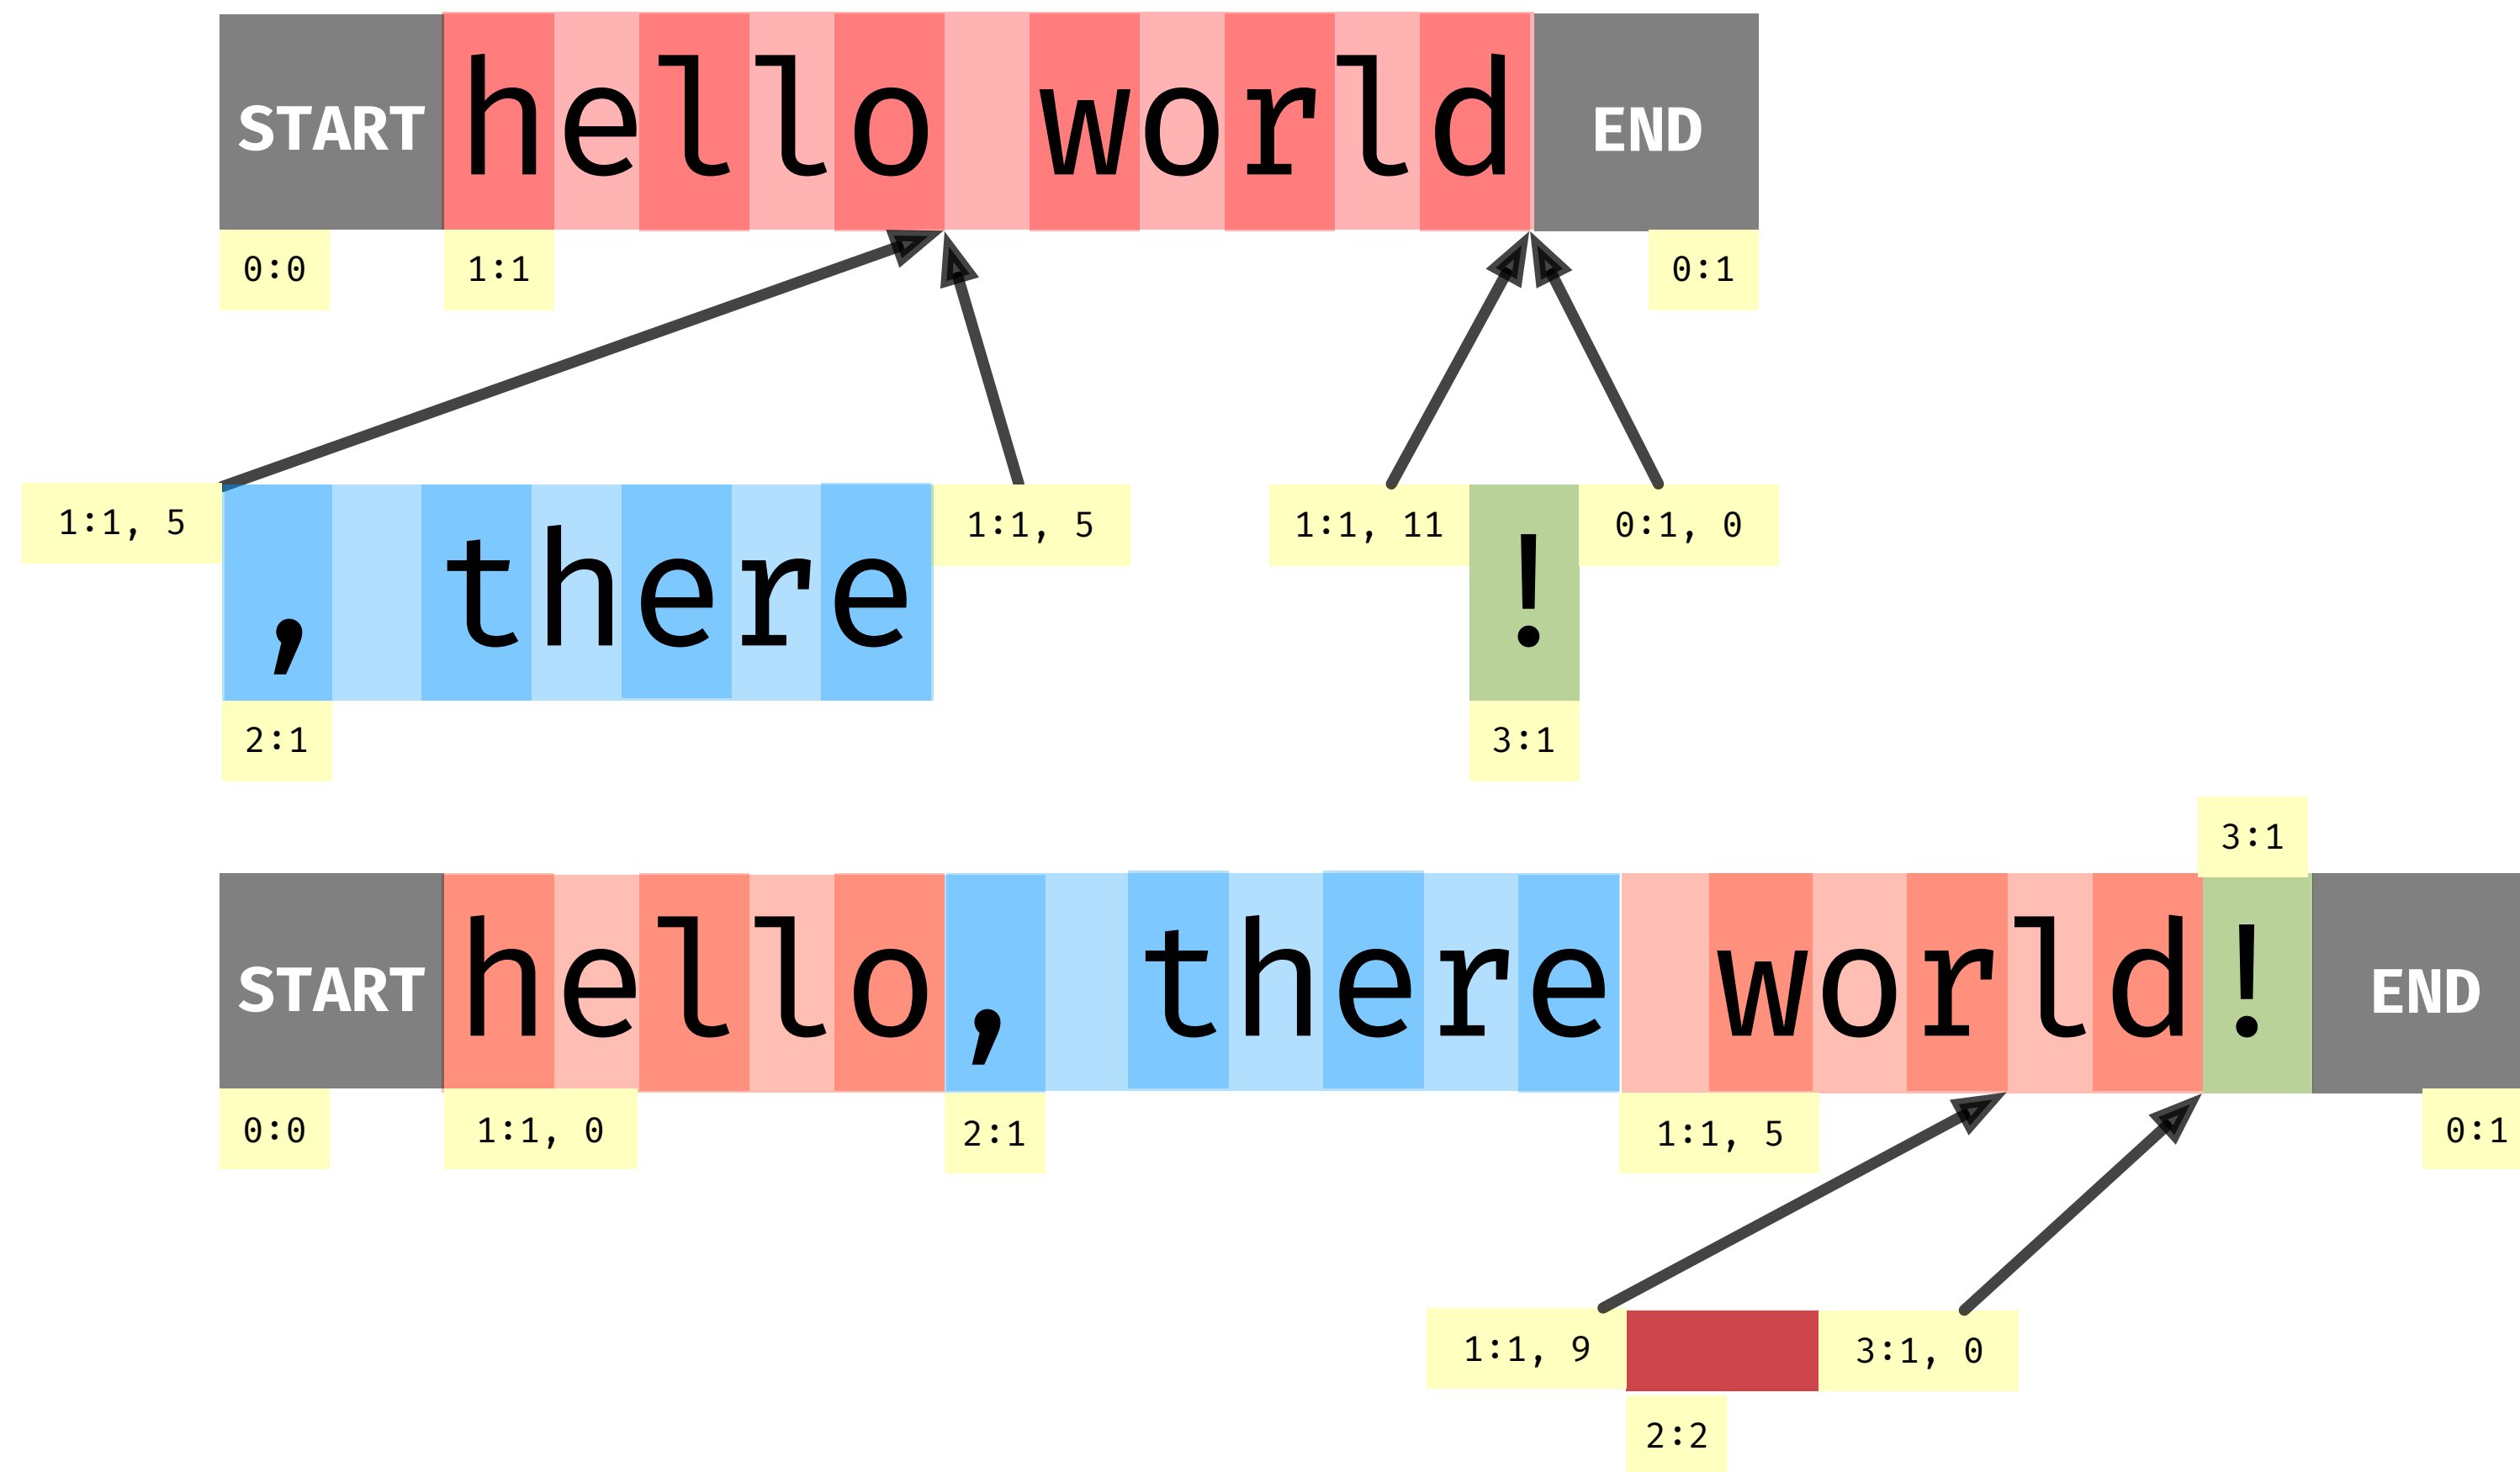 START hello world END
0:0 1:1 0:1
1:1, 5 , there 1:1, 5 1:1, 11 ! 0:1, 0
2:1 3:1
3:1
START hello, there world! END
0:0 1:1, 0 2:1 1:1, 5 0:1
1:1, 9 3:1, 0
2:2